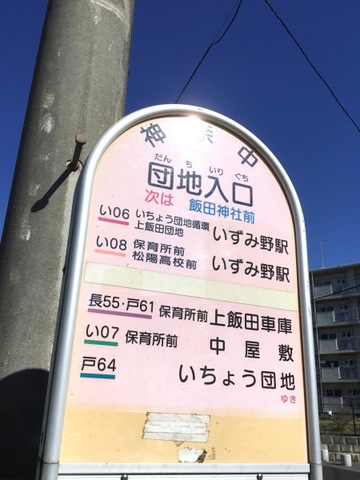 神奈中
だんちいりぐち
団地入口
次は 飯田神社前
い06 いちょう団地循環 上飯田団地 いずみ野駅
い08 保育所前 松陽高校前 いずみ野駅
長55・戸61 保育所前 上飯田車庫
い07 保育所前 中屋敷
戸64 いちょう団地
ゆき